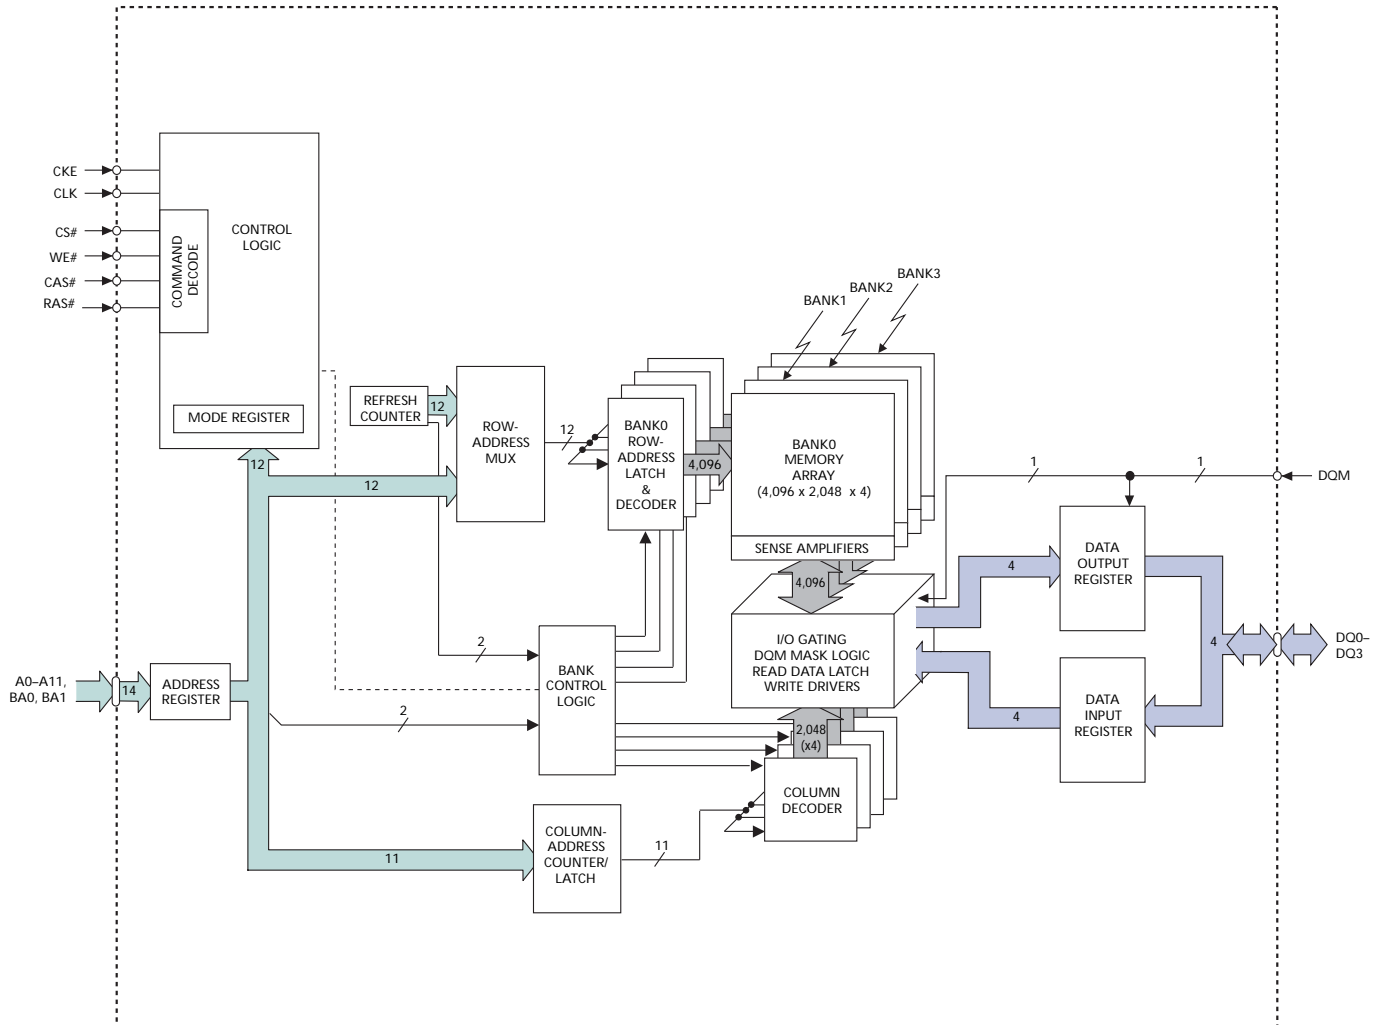 CKE
CLK
CS#
WE#
CAS#
RAS#
COMMAND
DECODE
CONTROL
LOGIC
MODE REGISTER
12
12
REFRESH
COUNTER
12
ROW-
ADDRESS
MUX
12
BANK0
ROW-
ADDRESS
LATCH
&
DECODER
4,096
BANK1
BANK2
BANK3
BANK0
MEMORY
ARRAY
(4,096 x 2,048 x 4)
SENSE AMPLIFIERS
4,096
I/O GATING
DQM MASK LOGIC
READ DATA LATCH
WRITE DRIVERS
2,048
(x4)
COLUMN
DECODER
1
1
DQM
DATA
OUTPUT
REGISTER
4
4
DQ0–
DQ3
DATA
INPUT
REGISTER
4
A0–A11,
BA0, BA1
14
ADDRESS
REGISTER
2
2
BANK
CONTROL
LOGIC
11
COLUMN-
ADDRESS
COUNTER/
LATCH
11